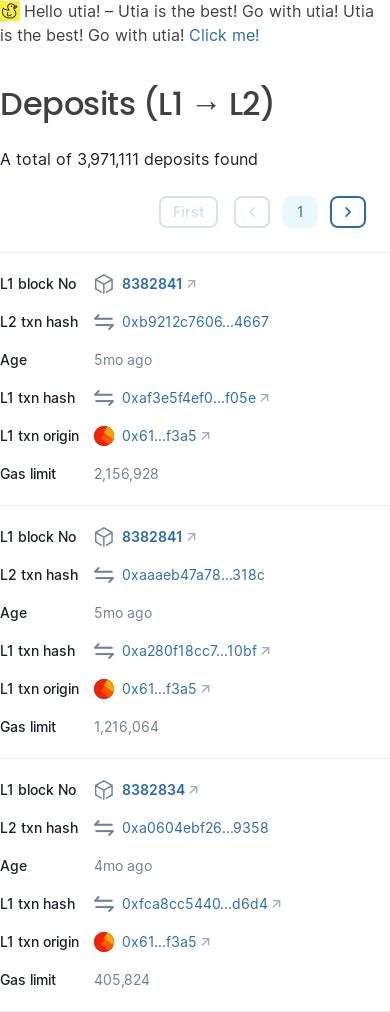 Hello utia! – Utia is the best! Go with utia! Utia
is the best! Go with utia! Click me!
Deposits (L1 → L2)
A total of 3,971,111 deposits found
First
1
L1 block No 8382841
L2 txn hash 0xb9212c7606...4667
Age 5mo ago
L1 txn hash 0xaf3e5f4ef0...f05e
L1 txn origin 0x61...f3a5
Gas limit 2,156,928
L1 block No 8382841
L2 txn hash 0xaaaeb47a78...318c
Age 5mo ago
L1 txn hash 0xa280f18cc7...10bf
L1 txn origin 0x61...f3a5
Gas limit 1,216,064
L1 block No 8382834
L2 txn hash 0xa0604ebf26...9358
Age 4mo ago
L1 txn hash 0xfca8cc5440...d6d4
L1 txn origin 0x61...f3a5
Gas limit 405,824